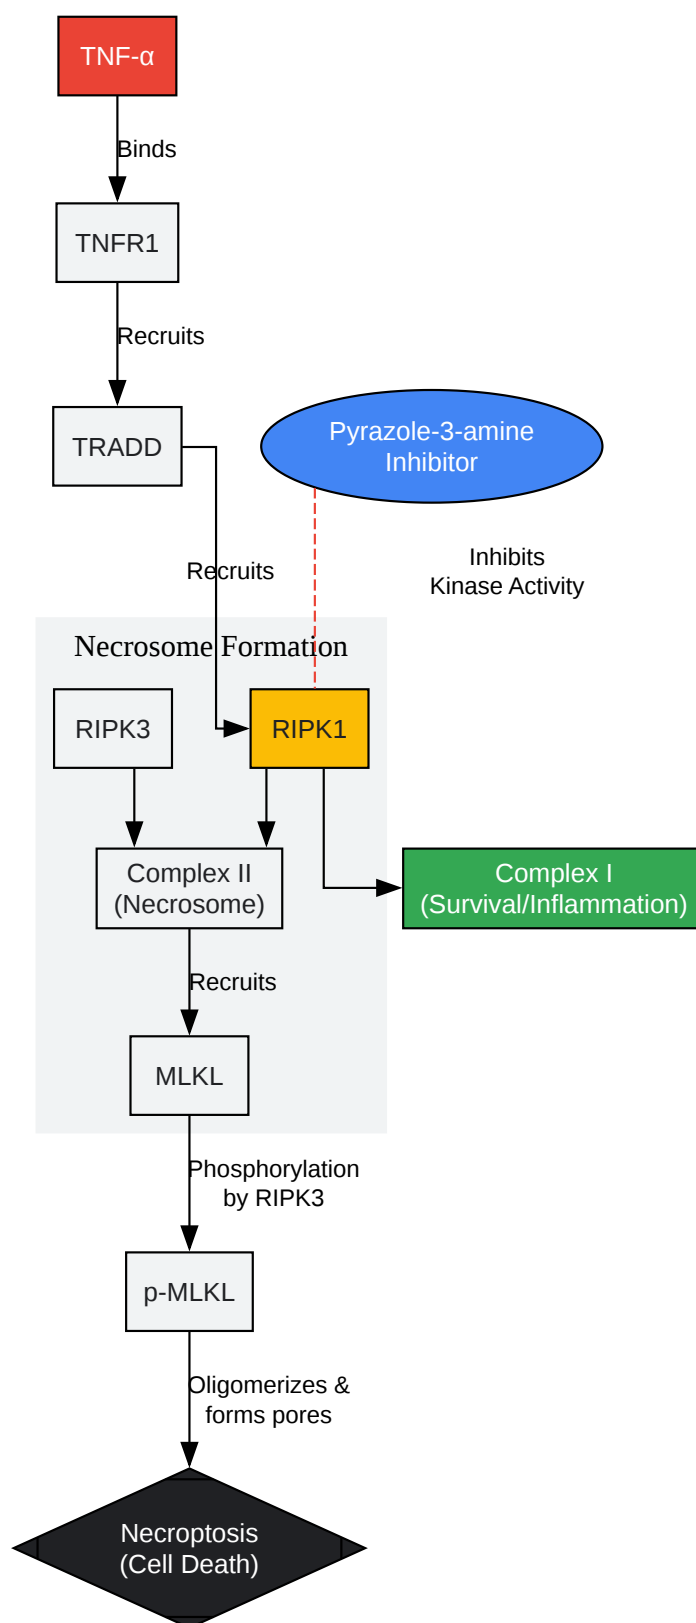 TNF-α
Binds
TNFR1
Recruits
TRADD
Pyrazole-3-amine
Inhibitor
Recruits
Inhibits
Kinase Activity
Necrosome Formation
RIPK3
RIPK1
Complex II
(Necrosome)
Complex I
(Survival/Inflammation)
Recruits
MLKL
Phosphorylation
by RIPK3
p-MLKL
Oligomerizes &
forms pores
Necroptosis
(Cell Death)